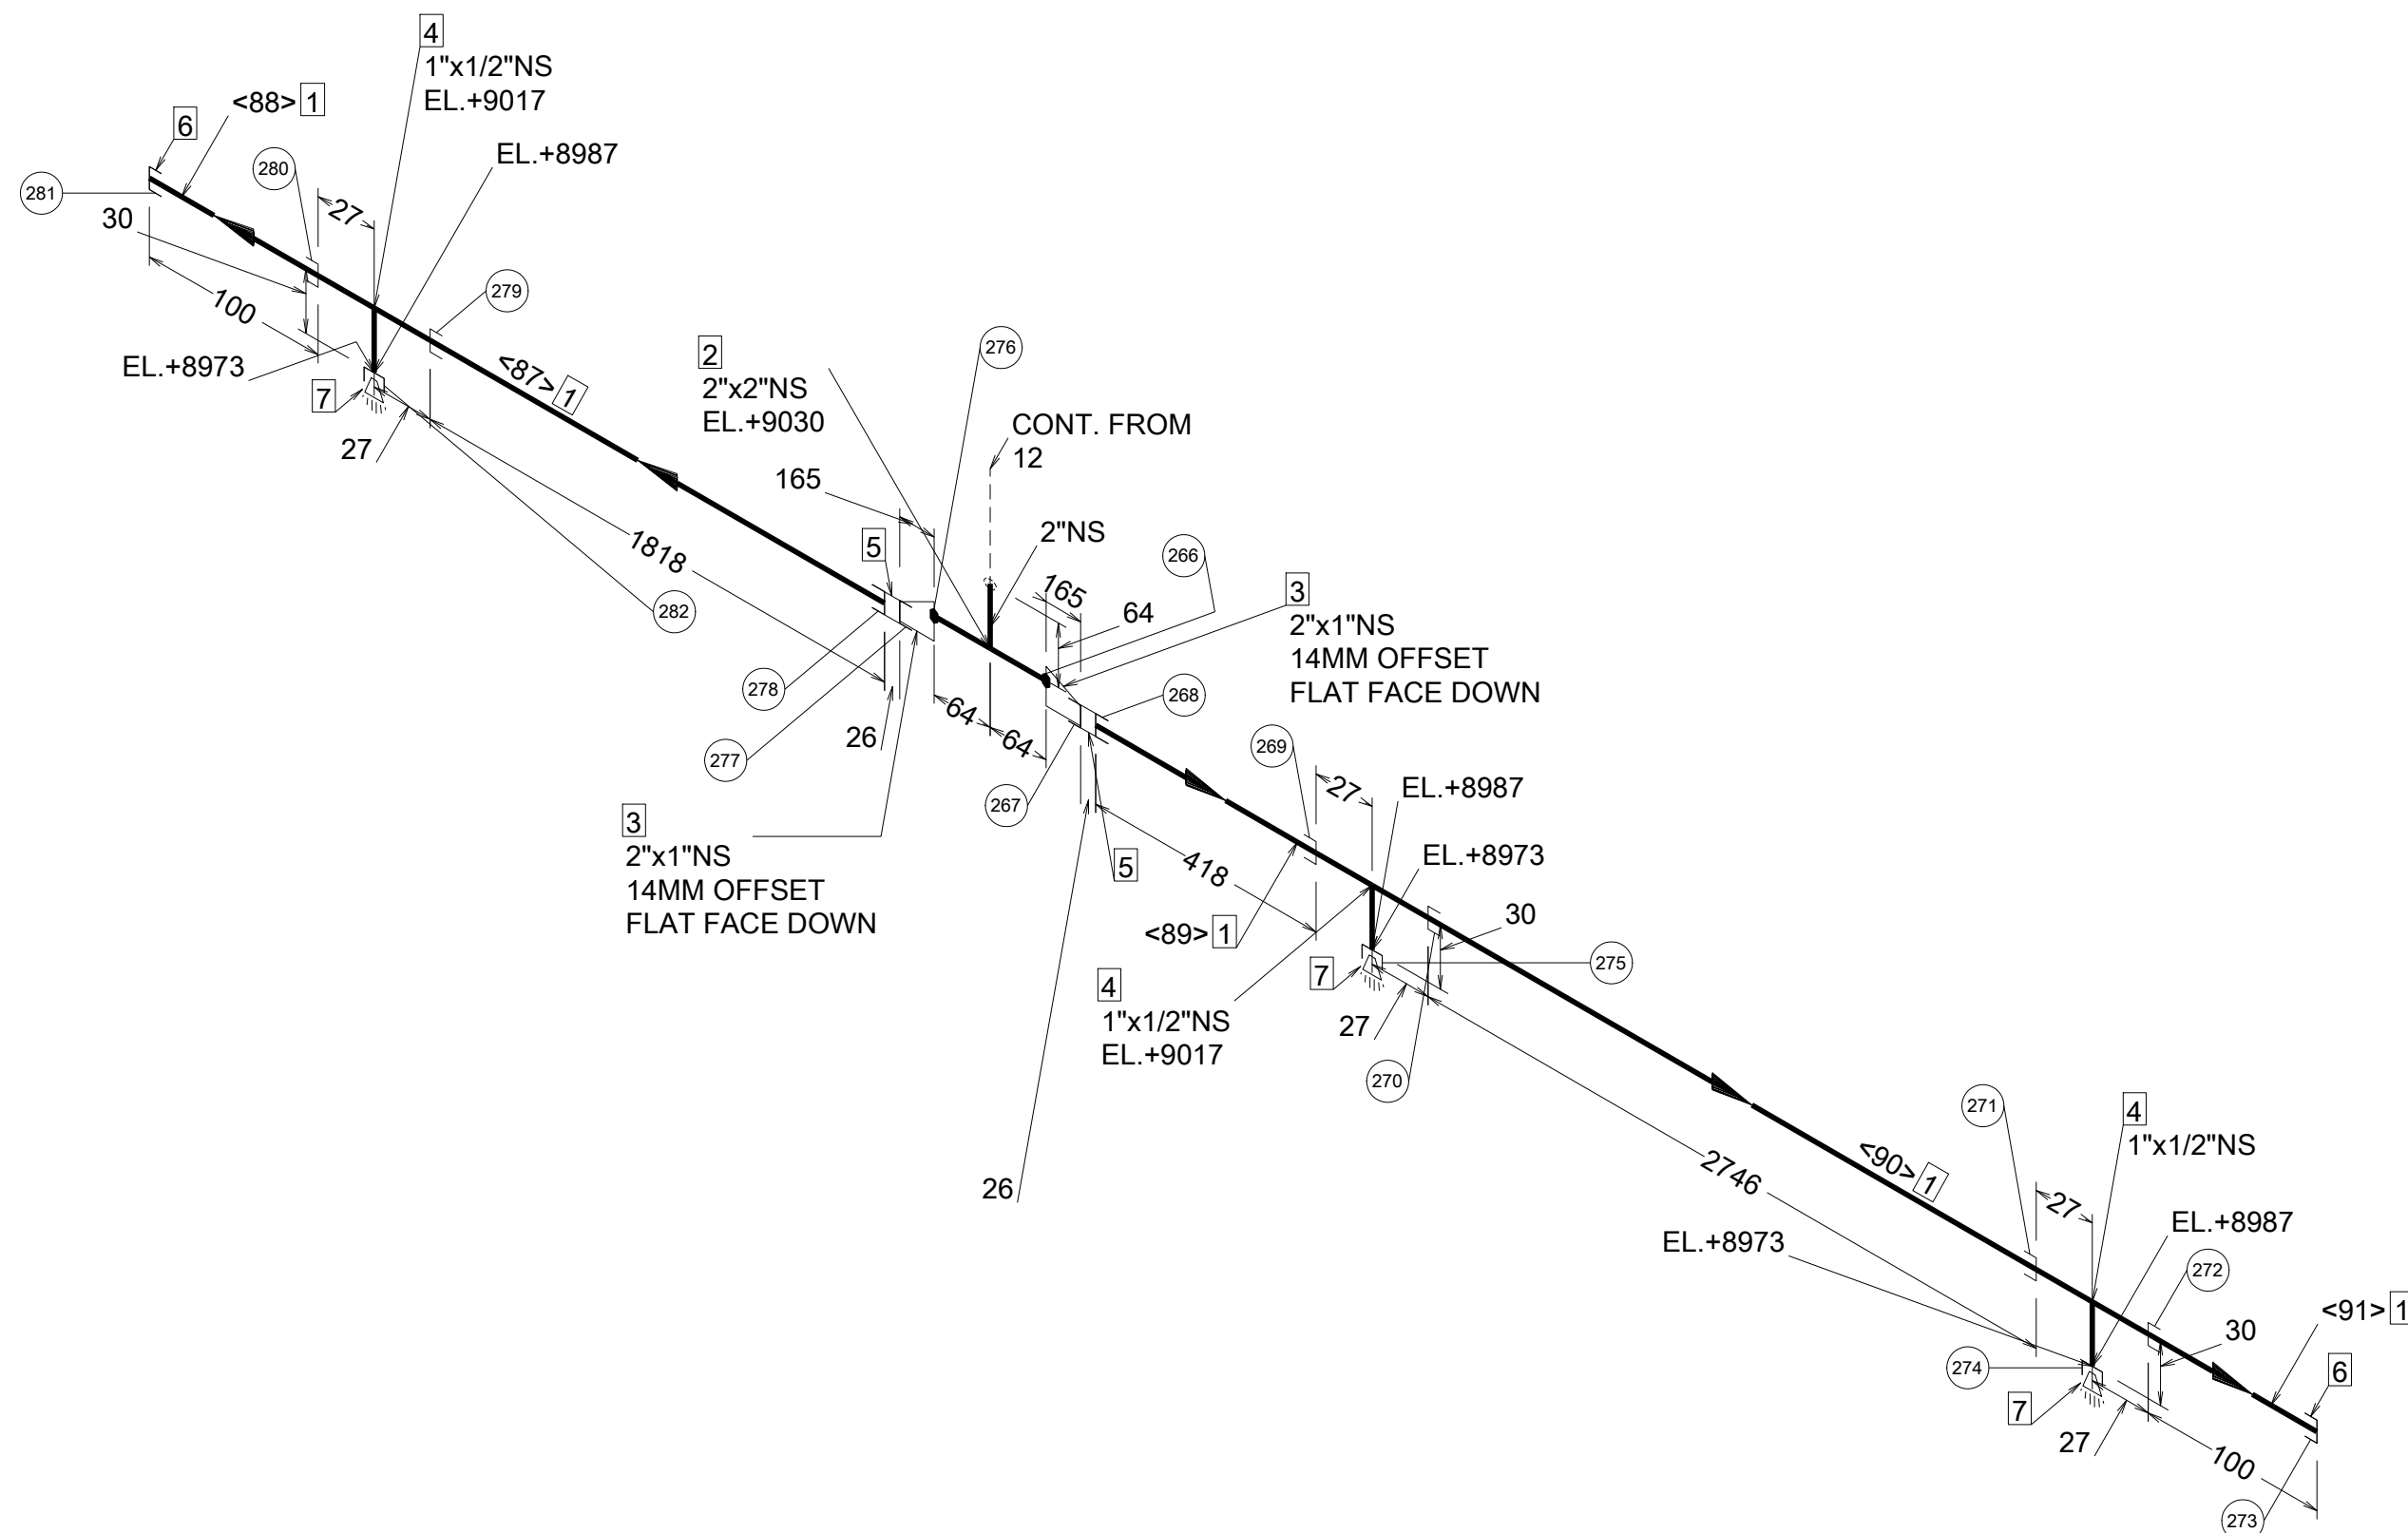 4
1"x1/2"NS
EL.+9017
<88> 1
6
EL.+8987
280
281
27
30
279
100
EL.+8973
7
<87> 1
27
2
2"x2"NS
EL.+9030
276
CONT. FROM
12
165
2"NS
5
1818
282
266
165
64
3
2"x1"NS
14MM OFFSET
FLAT FACE DOWN
278
268
277
26
64
64
267
269
27
EL.+8987
3
2"x1"NS
14MM OFFSET
FLAT FACE DOWN
418
5
EL.+8973
<89> 1
30
7
275
4
1"x1/2"NS
EL.+9017
27
270
26
2746
271
4
1"x1/2"NS
<90> 1
27
EL.+8973
EL.+8987
272
<91> 1
30
274
6
7
27
100
273